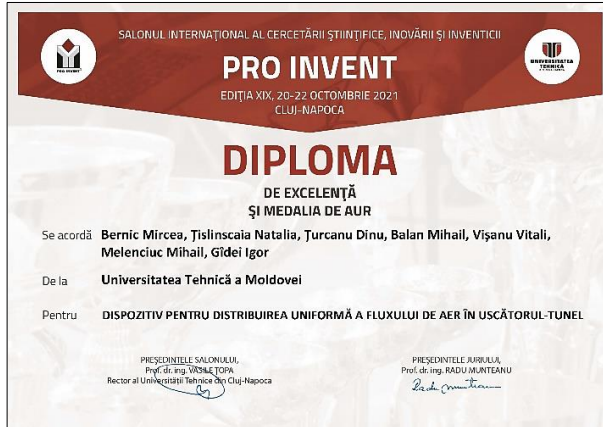 SALONUL INTERNAȚIONAL AL CERCETĂRII ȘTIINȚIFICE, INOVĂRII ȘI INVENTICII
PRO INVENT
PRO INVENT
UNIVERSITATEA
TEHNICĂ
EDIȚIA XIX, 20-22 OCTOMBRIE 2021
CLUJ-NAPOCA
DIPLOMA
DE EXCELENȚĂ
ȘI MEDALIA DE AUR
Se acordă Bernic Mircea, Țislinscaia Natalia, Țurcanu Dinu, Balan Mihail, Vișanu Vitali,
Melenciuc Mihail, Gîdei Igor
De la Universitatea Tehnică a Moldovei
Pentru DISPOZITIV PENTRU DISTRIBUIREA UNIFORMĂ A FLUXULUI DE AER ÎN USCĂTORUL-TUNEL
PREȘEDINTELE SALONULUI,
Prof. dr. ing. VASILE ȚOPA
Rector al Universității Tehnice din Cluj-Napoca
PREȘEDINTELE JURIULUI,
Prof. dr. ing. RADU MUNTEANU